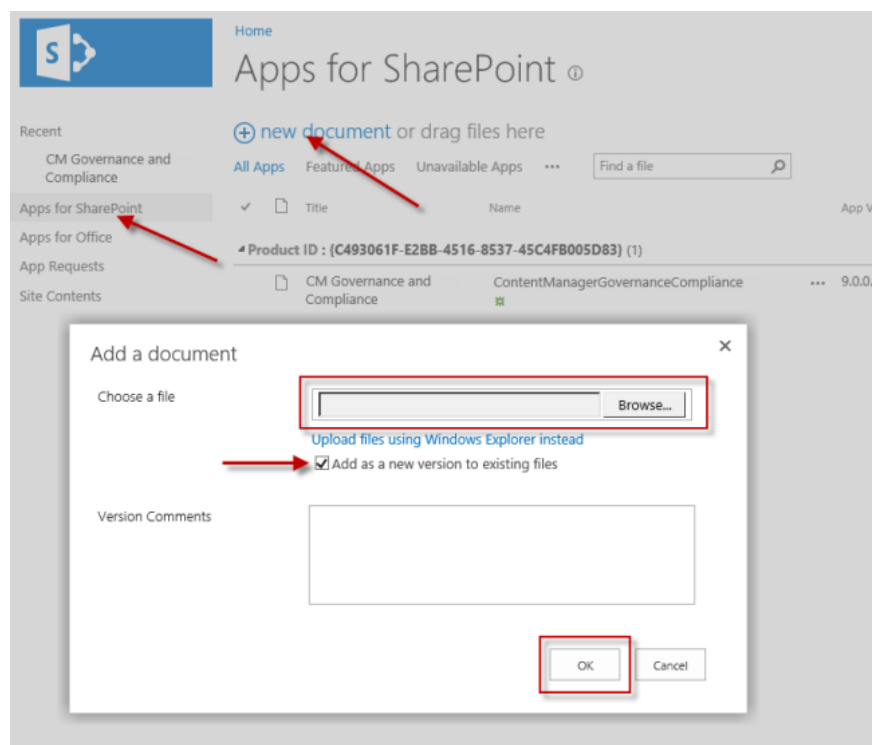 S
Home
Apps for SharePoint
Recent
CM Governance and
Compliance
Apps for SharePoint
Apps for Office
App Requests
Site Contents
new document or drag files here
All Apps Featured Apps Unavailable Apps ••• Find a file
Title Name App V
Product ID : {C493061F-E2BB-4516-8537-45C4FB005D83} (1)
CM Governance and
Compliance
ContentManagerGovernanceCompliance ••• 9.0.0.
Add a document
Choose a file
Browse...
Upload files using Windows Explorer instead
Add as a new version to existing files
Version Comments
OK Cancel